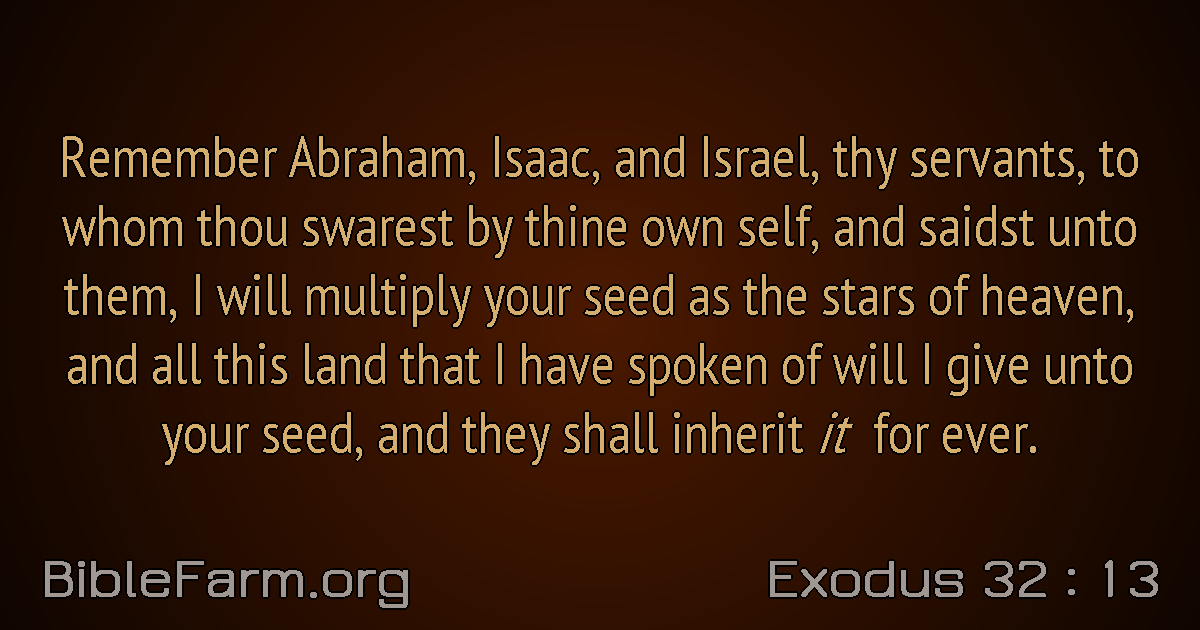 Remember Abraham, Isaac, and Israel, thy servants, to
whom thou swarest by thine own self, and saidst unto
them, I will multiply your seed as the stars of heaven,
and all this land that I have spoken of will I give unto
your seed, and they shall inherit it for ever.
BibleFarm.org
Exodus 32 : 13